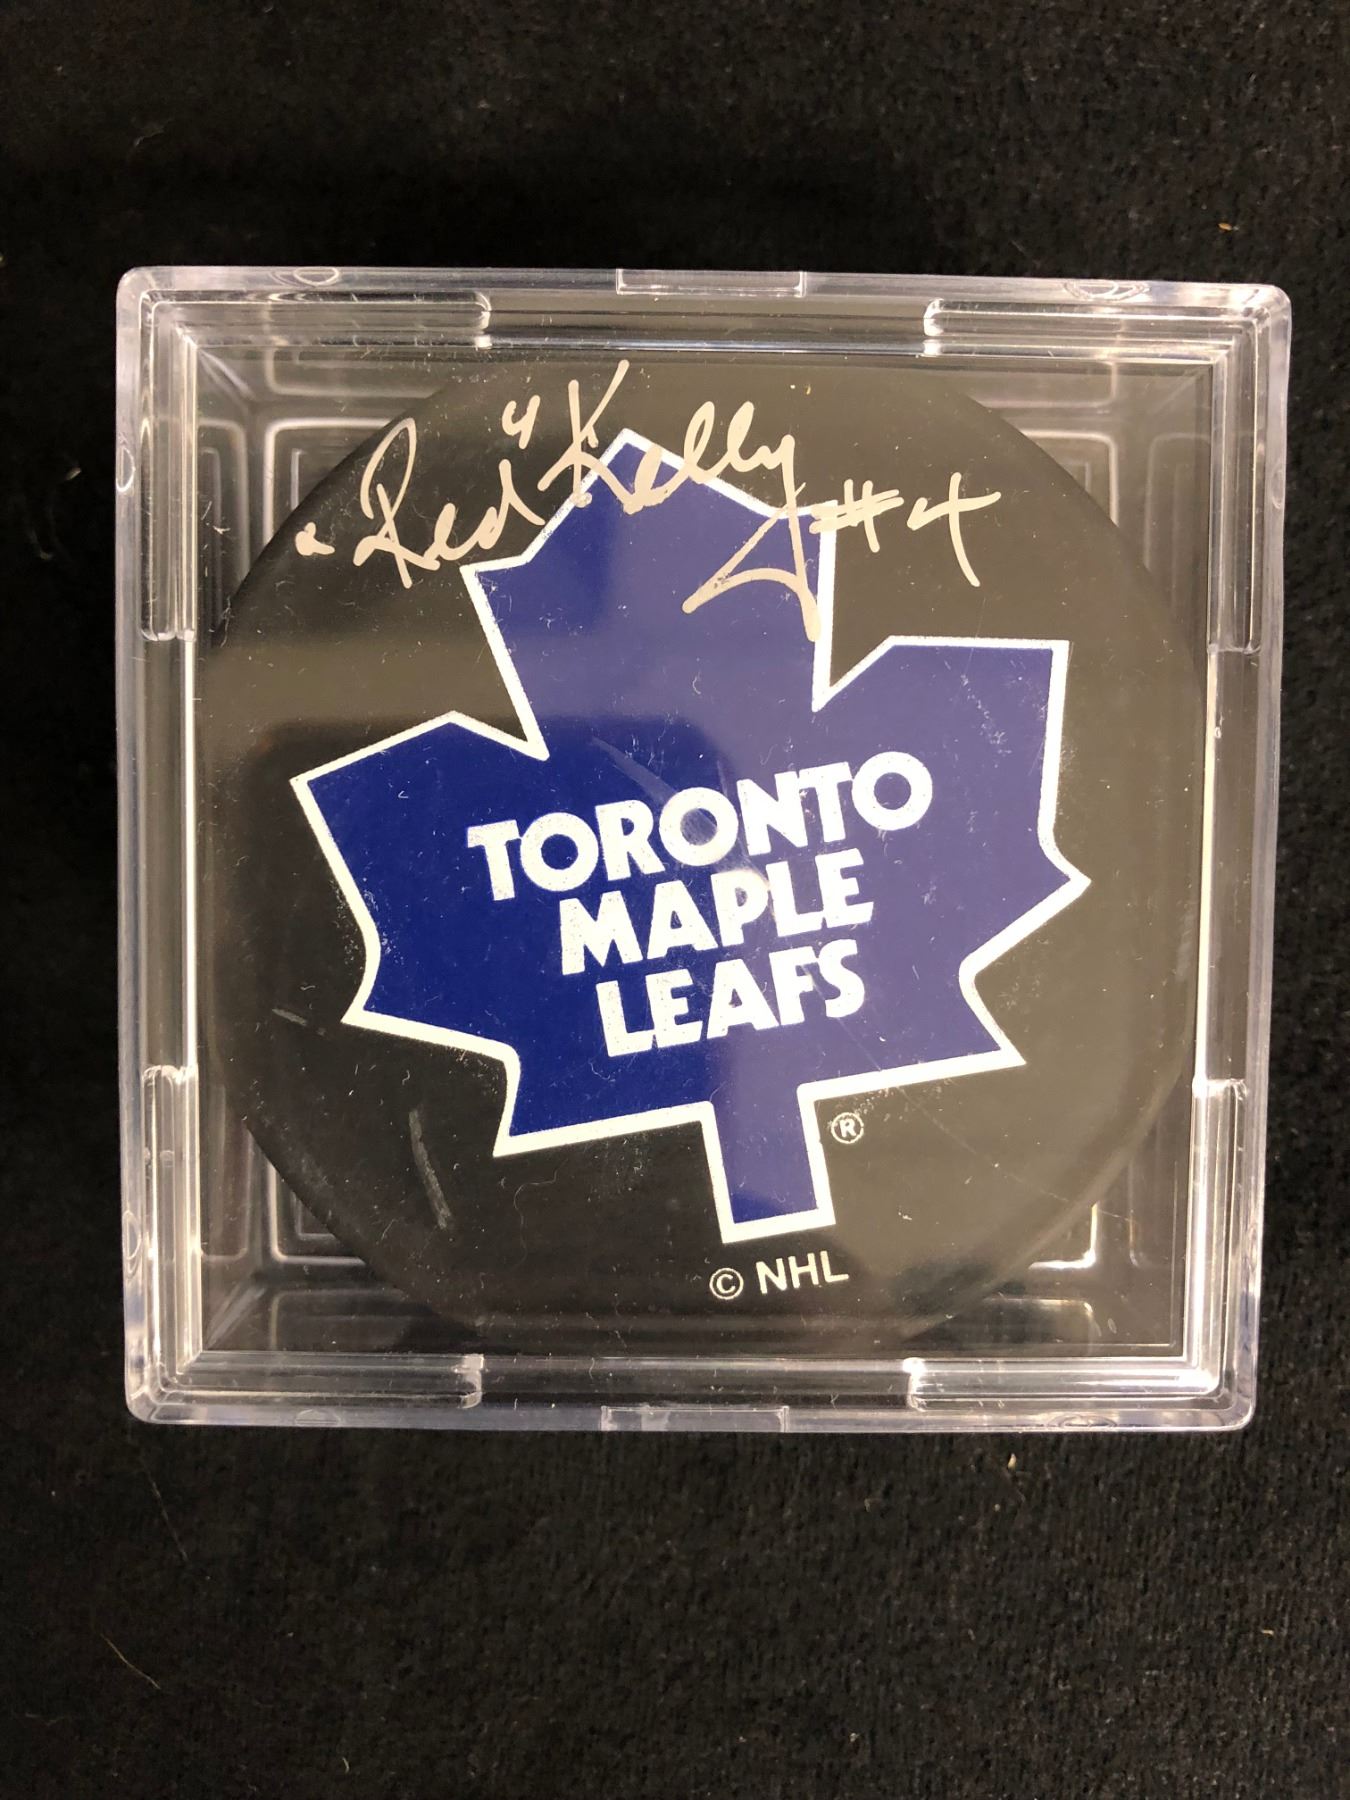 "Red" Kelly #4
TORONTO
MAPLE
LEAFS
®
© NHL